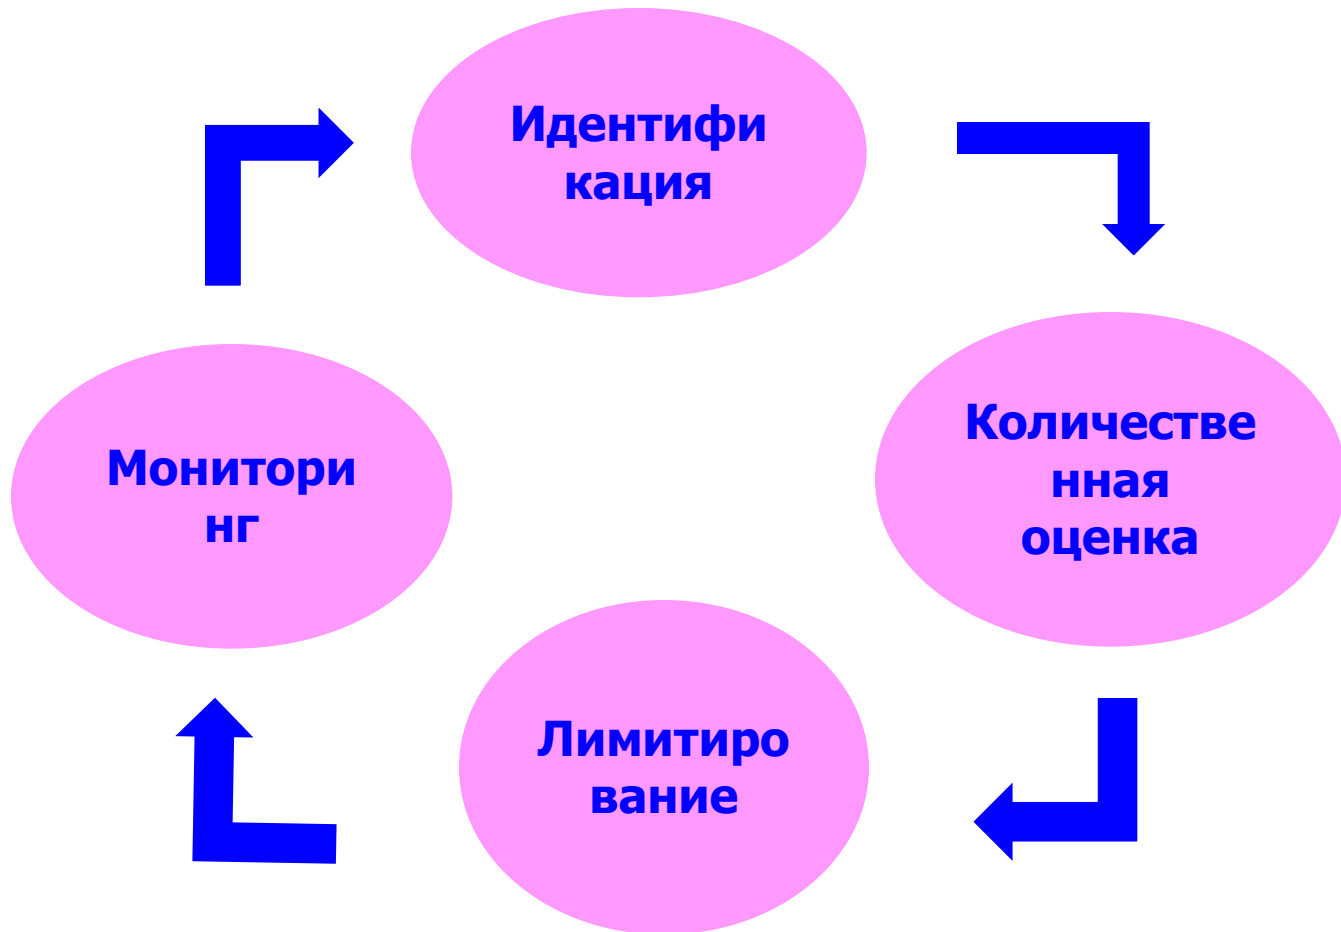 Идентифи
кация
Количестве
нная
оценка
Монитори
нг
Лимитиро
вание